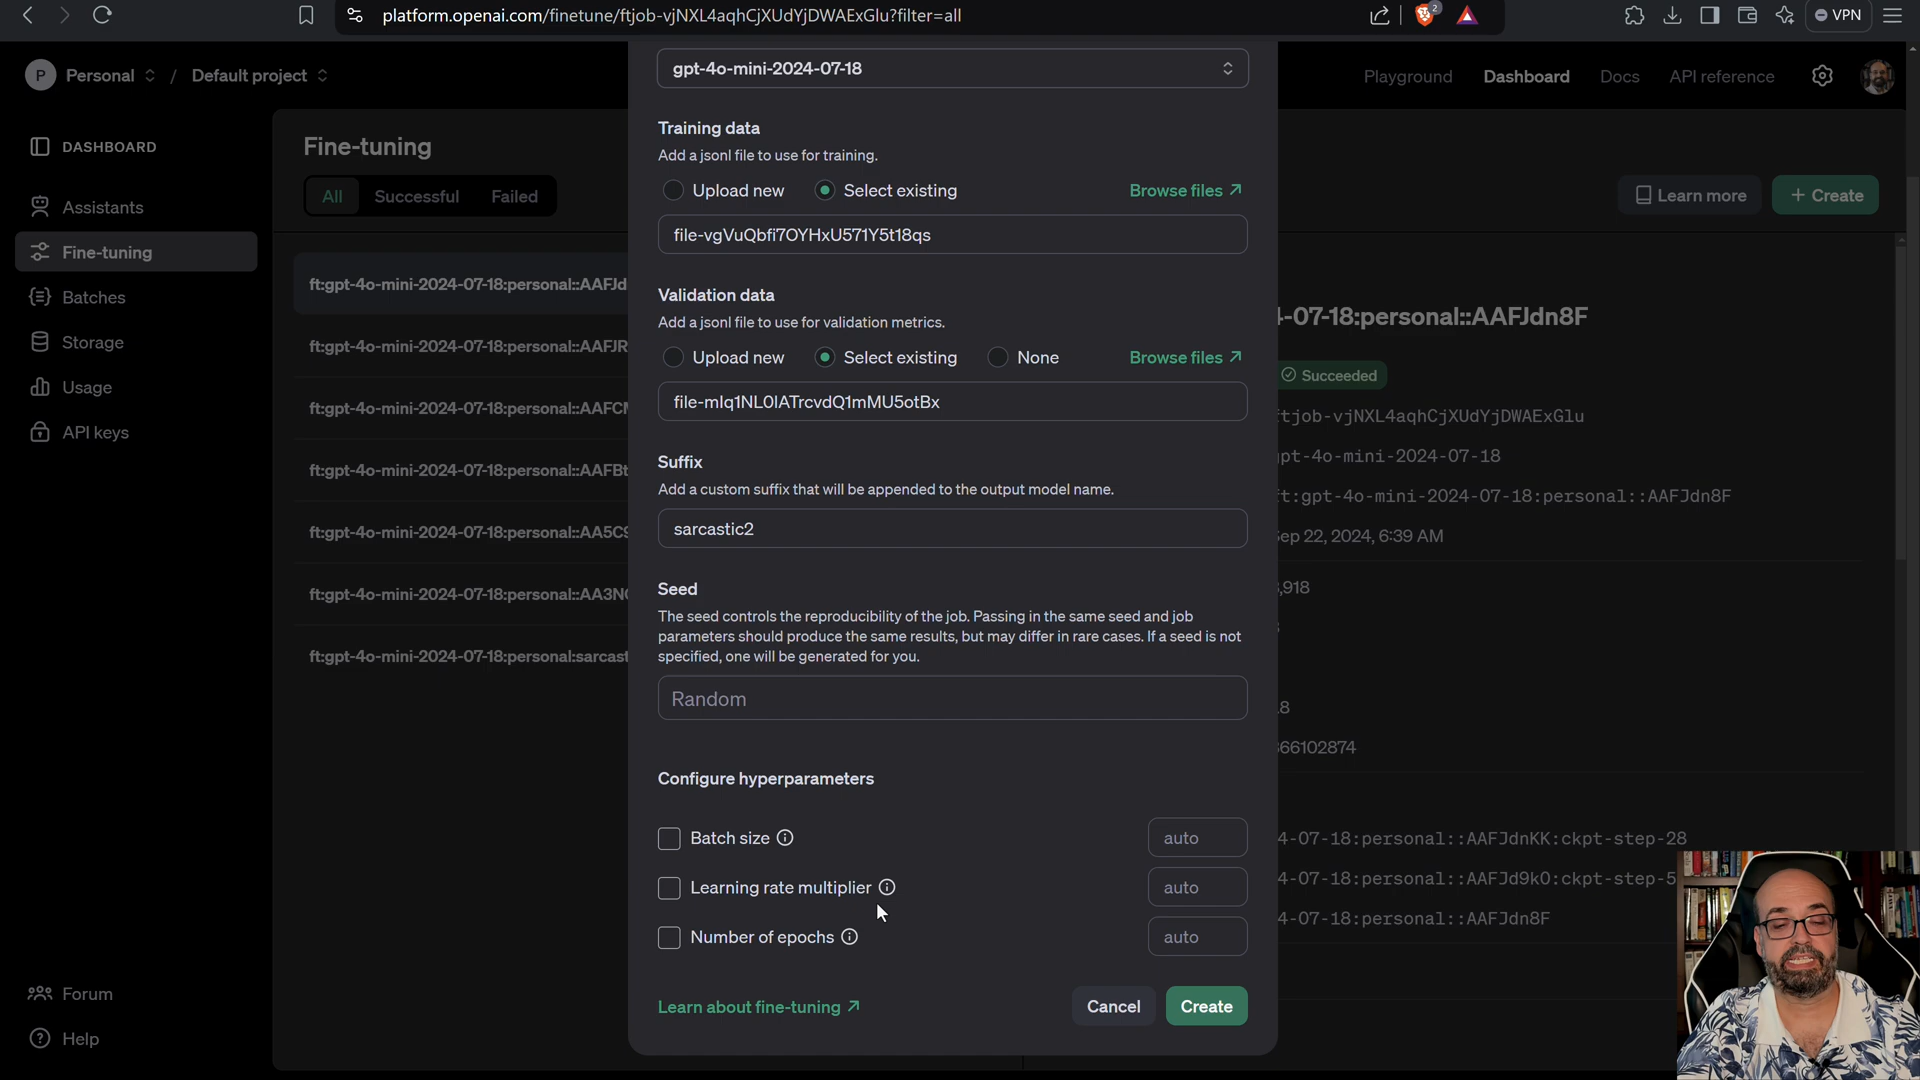 platform.openai.com/finetune/ftjob-vjNXL4aqhCjXUdYjDWAExGlu?filter=all
2
VPN
P
Personal
/
Default project
Playground
Dashboard
Docs
API reference
DASHBOARD
Assistants
Fine-tuning
Batches
Storage
Usage
API keys
Forum
Help
Fine-tuning
All
Successful
Failed
Learn more
+ Create
ft:gpt-4o-mini-2024-07-18:personal::AAFJd
ft:gpt-4o-mini-2024-07-18:personal::AAFJR
ft:gpt-4o-mini-2024-07-18:personal::AAFC
ft:gpt-4o-mini-2024-07-18:personal::AAFBt
ft:gpt-4o-mini-2024-07-18:personal::AA5C9
ft:gpt-4o-mini-2024-07-18:personal::AA3N
ft:gpt-4o-mini-2024-07-18:personal:sarcast
gpt-4o-mini-2024-07-18
Training data
Add a jsonl file to use for training.
Upload new
Select existing
Browse files
file-vgVuQbfi7OYHxU571Y5t18qs
Validation data
Add a jsonl file to use for validation metrics.
Upload new
Select existing
None
Browse files
file-mIq1NL0IATrcvdQ1mMU5otBx
Suffix
Add a custom suffix that will be appended to the output model name.
sarcastic2
Seed
The seed controls the reproducibility of the job. Passing in the same seed and job
parameters should produce the same results, but may differ in rare cases. If a seed is not
specified, one will be generated for you.
Random
Configure hyperparameters
Batch size
auto
Learning rate multiplier
auto
Number of epochs
auto
Learn about fine-tuning
Cancel
Create
4-07-18:personal::AAFJdn8F
Succeeded
ftjob-vjNXL4aqhCjXUdYjDWAExGlu
gpt-4o-mini-2024-07-18
ft:gpt-4o-mini-2024-07-18:personal::AAFJdn8F
Sep 22, 2024, 6:39 AM
,918
8
66102874
4-07-18:personal::AAFJdnKK:ckpt-step-28
4-07-18:personal::AAFJd9kO:ckpt-step-5
4-07-18:personal::AAFJdn8F